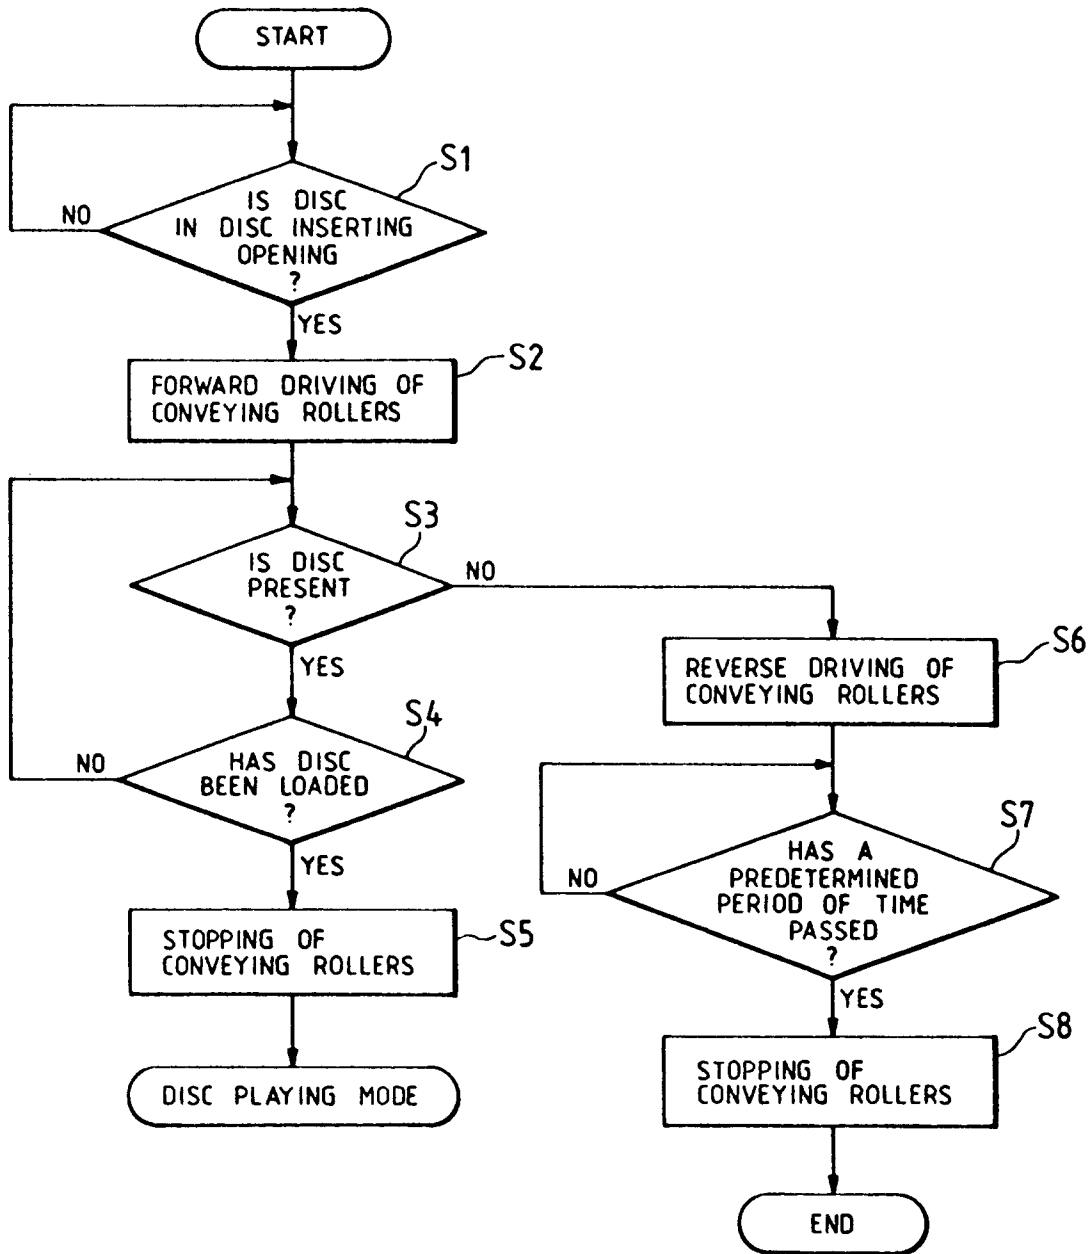 START
S1
IS DISC
IN DISC INSERTING
OPENING
?
NO
YES
S2
FORWARD DRIVING OF
CONVEYING ROLLERS
S3
IS DISC
PRESENT
?
NO
YES
S4
HAS DISC
BEEN LOADED
?
NO
YES
S5
STOPPING OF
CONVEYING ROLLERS
DISC PLAYING MODE
S6
REVERSE DRIVING OF
CONVEYING ROLLERS
S7
HAS A
PREDETERMINED
PERIOD OF TIME
PASSED
?
NO
YES
S8
STOPPING OF
CONVEYING ROLLERS
END